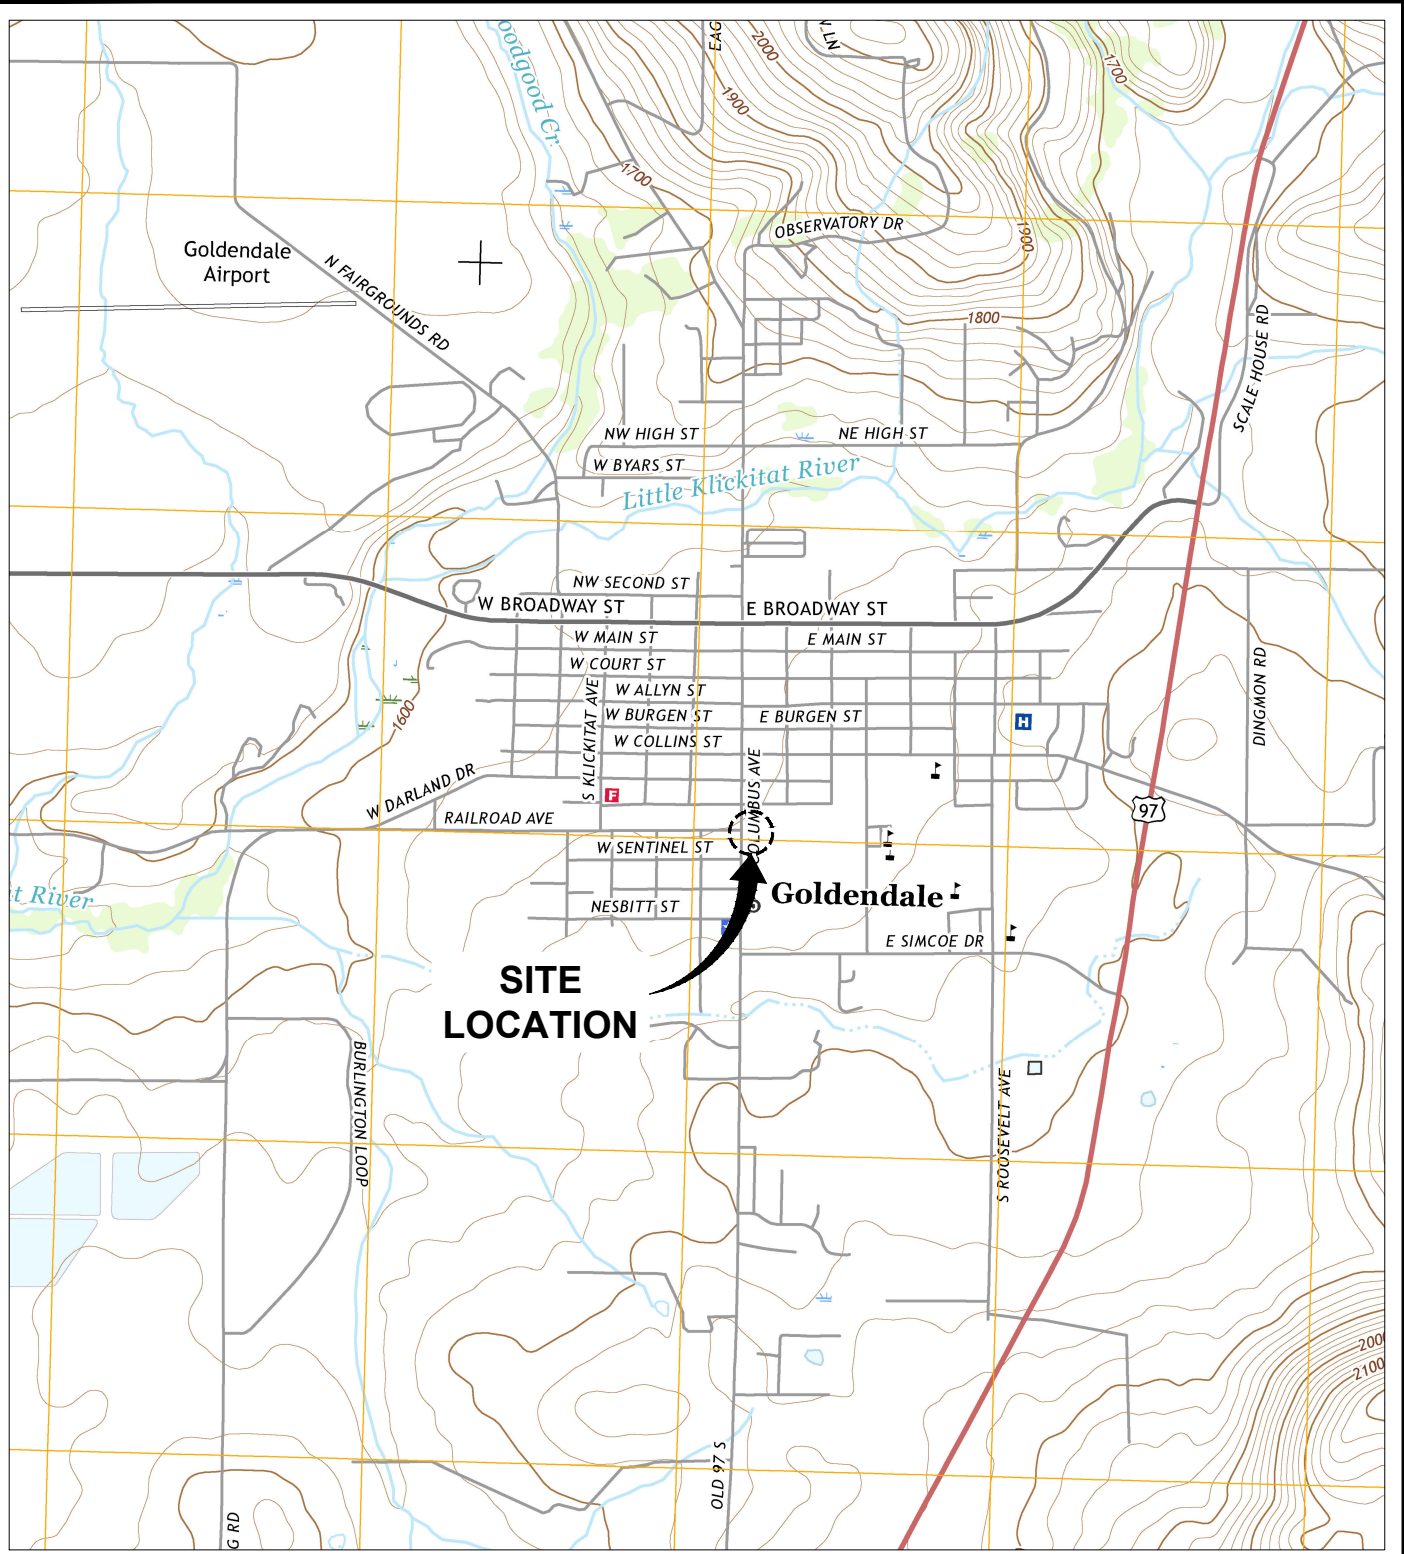 EAG
W LN
2000
1700
oodgood Cr.
1900
1700
Goldendale
Airport
N FAIRGROUNDS RD
OBSERVATORY DR
1900
1800
SCALE HOUSE RD
NW HIGH ST
NE HIGH ST
W BYARS ST
Little Klickitat River
NW SECOND ST
W BROADWAY ST
E BROADWAY ST
W MAIN ST
E MAIN ST
W COURT ST
W ALLYN ST
W BURGEN ST
E BURGEN ST
W COLLINS ST
S KLICKITAT AVE
COLUMBUS AVE
DINGMON RD
1600
H
F
97
W DARLAND DR
RAILROAD AVE
W SENTINEL ST
t River
NESBITT ST
Goldendale
E SIMCOE DR
SITE
LOCATION
BURLINGTON LOOP
S ROOSEVELT AVE
2000
2100
OLD 97 S
G RD